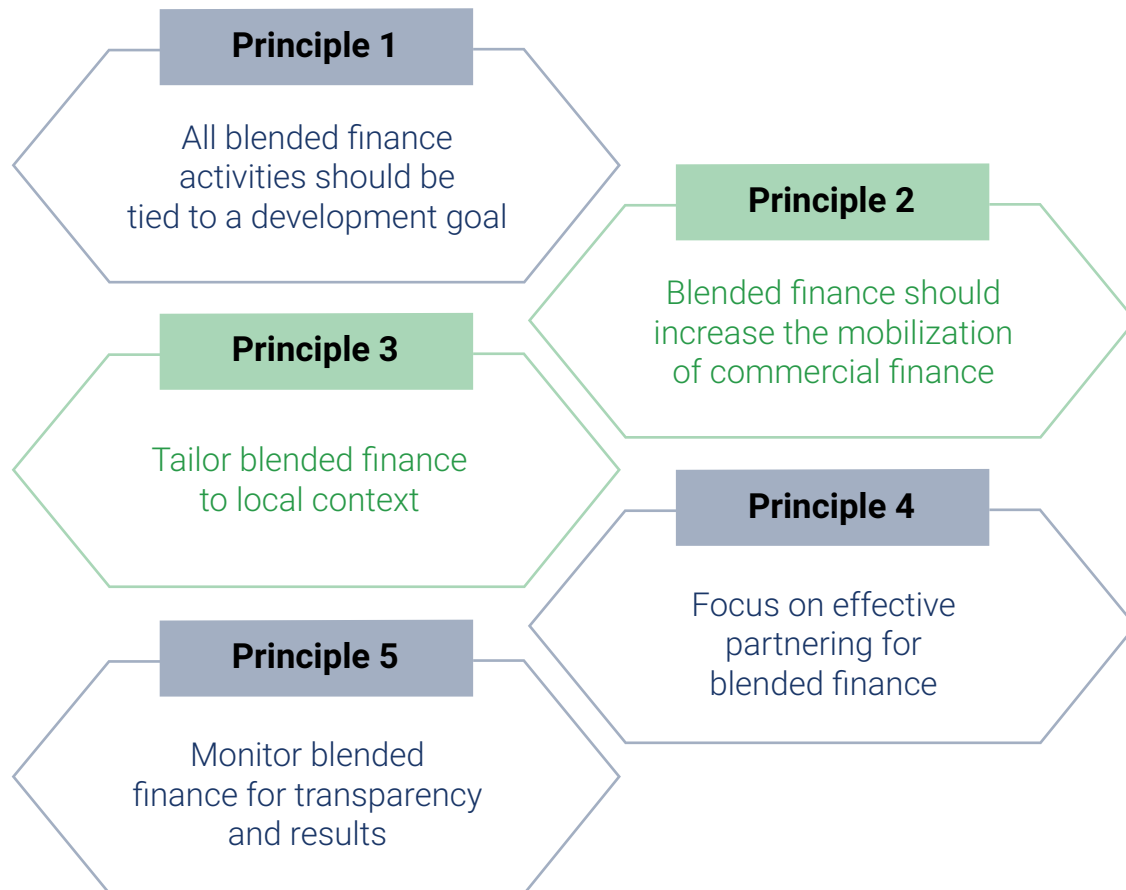 Principle 1
All blended finance
activities should be
tied to a development goal
Principle 2
Blended finance should
increase the mobilization
of commercial finance
Principle 3
Tailor blended finance
to local context
Principle 4
Focus on effective
partnering for
blended finance
Principle 5
Monitor blended
finance for transparency
and results